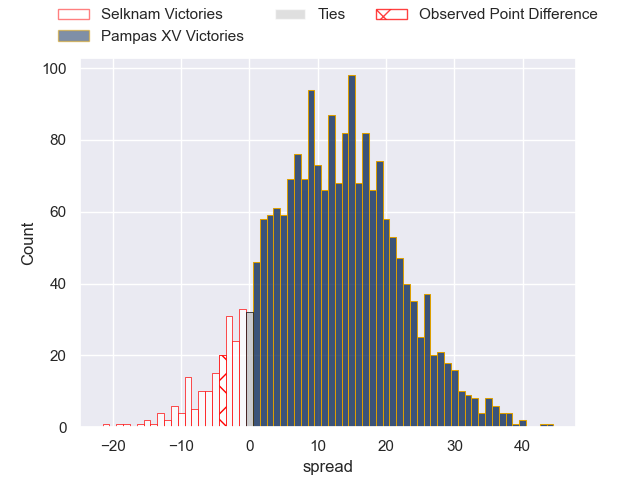 Selknam Victories
Ties
Observed Point Difference
Pampas XV Victories
100
80
60
40
20
0
Count
−20
−10
0
10
20
30
40
spread